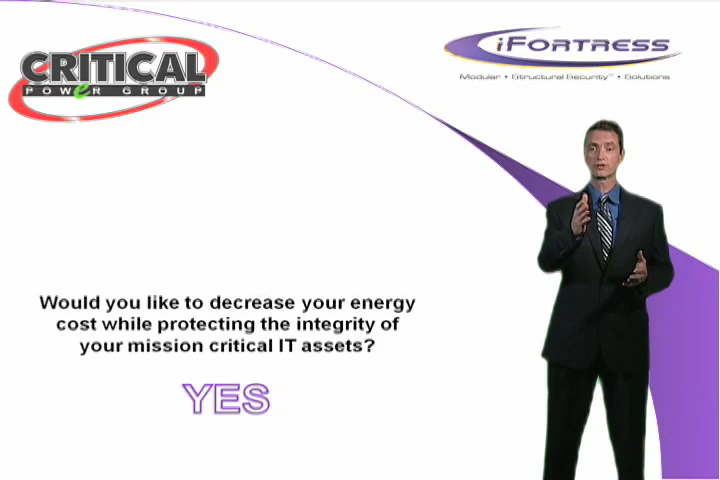 CRITICAL
POWeR GROUP
iFORTRESS
Modular • Structural Security™ • Solutions
Would you like to decrease your energy
cost while protecting the integrity of
your mission critical IT assets?
YES